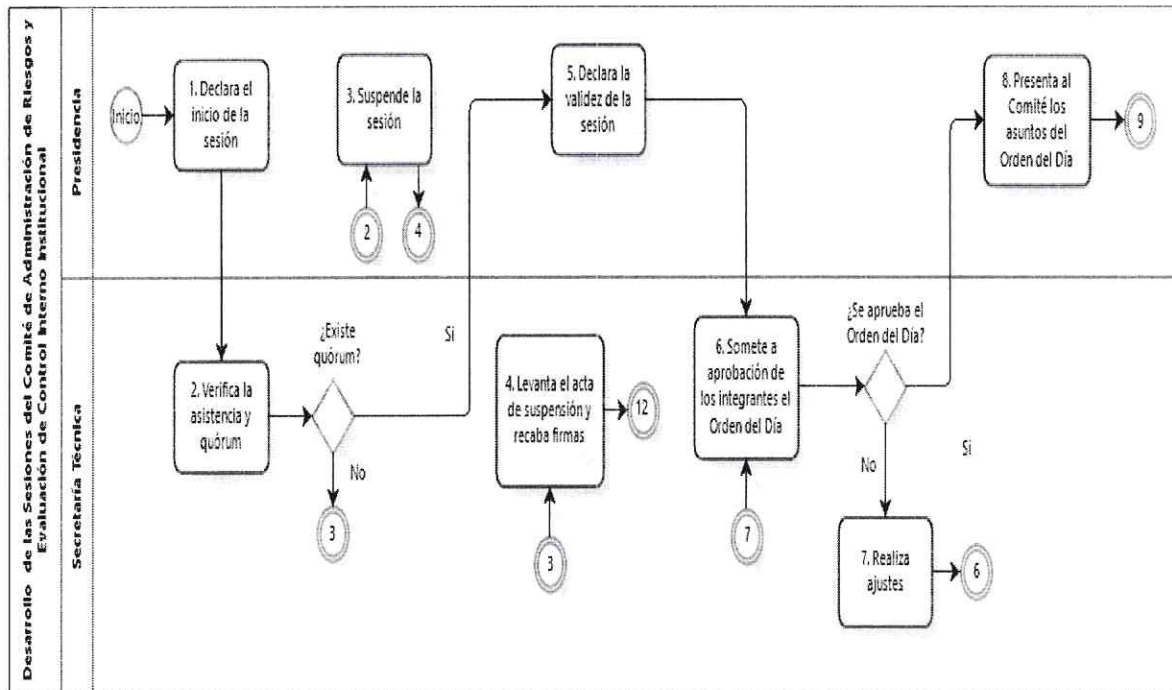 Desarrollo de las Sesiones del Comité de Administración de Riesgos y
Evaluación de Control Interno Institucional
Presidencia
Inicio
1. Declara el
inicio de la
sesión
3. Suspende la
sesión
2
4
5. Declara la
validez de la
sesión
8. Presenta al
Comité los
asuntos del
Orden del Día
9
Secretaría Técnica
2. Verifica la
asistencia y
quórum
¿Existe
quórum?
Si
No
3
4. Levanta el acta
de suspensión y
recaba firmas
12
3
6. Somete a
aprobación de
los integrantes el
Orden del Día
7
¿Se aprueba el
Orden del Día?
No
Si
7. Realiza
ajustes
6